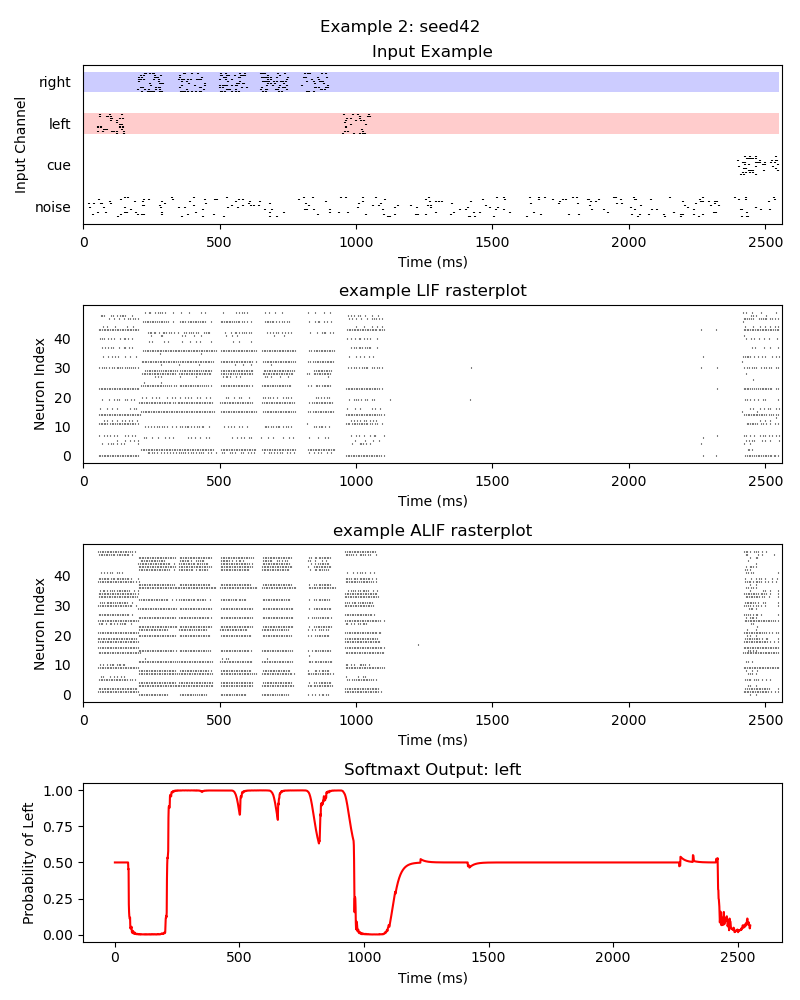 Example 2: seed42
Input Example
Input Channel
right
left
cue
noise
0 500 1000 1500 2000 2500
Time (ms)
example LIF rasterplot
Neuron Index
40
30
20
10
0
0 500 1000 1500 2000 2500
Time (ms)
example ALIF rasterplot
Neuron Index
40
30
20
10
0
0 500 1000 1500 2000 2500
Time (ms)
Softmaxt Output: left
Probability of Left
1.00
0.75
0.50
0.25
0.00
0 500 1000 1500 2000 2500
Time (ms)